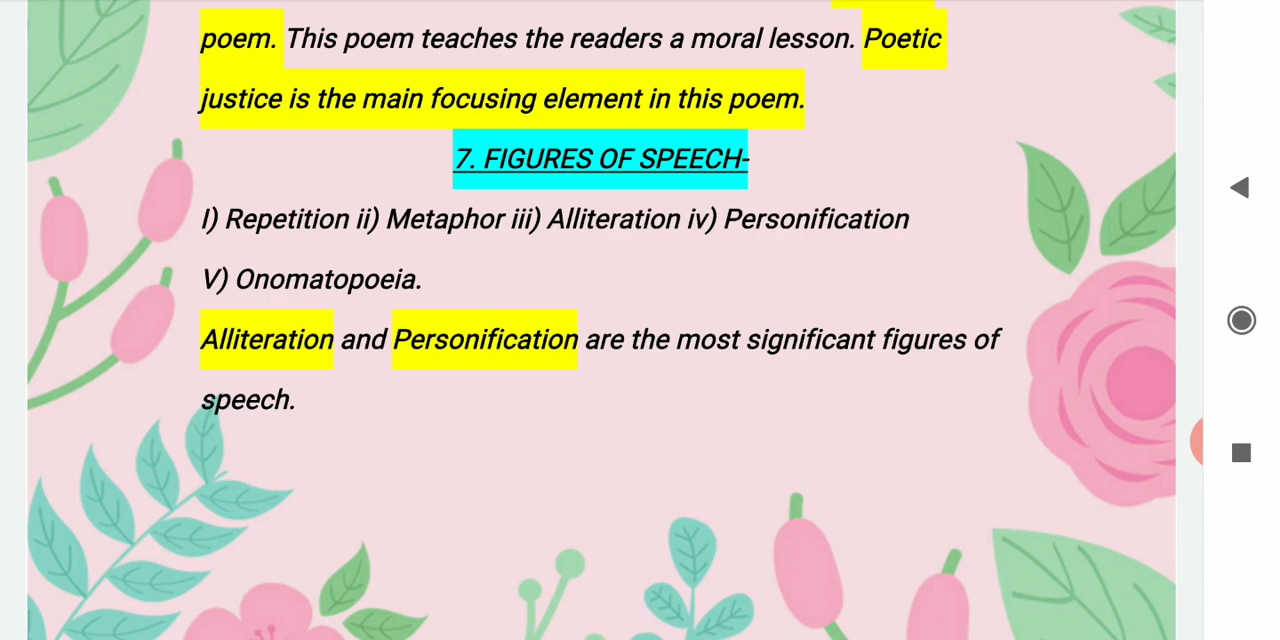 poem. This poem teaches the readers a moral lesson. Poetic
justice is the main focusing element in this poem.
7. FIGURES OF SPEECH-
I) Repetition ii) Metaphor iii) Alliteration iv) Personification
V) Onomatopoeia.
Alliteration and Personification are the most significant figures of
speech.